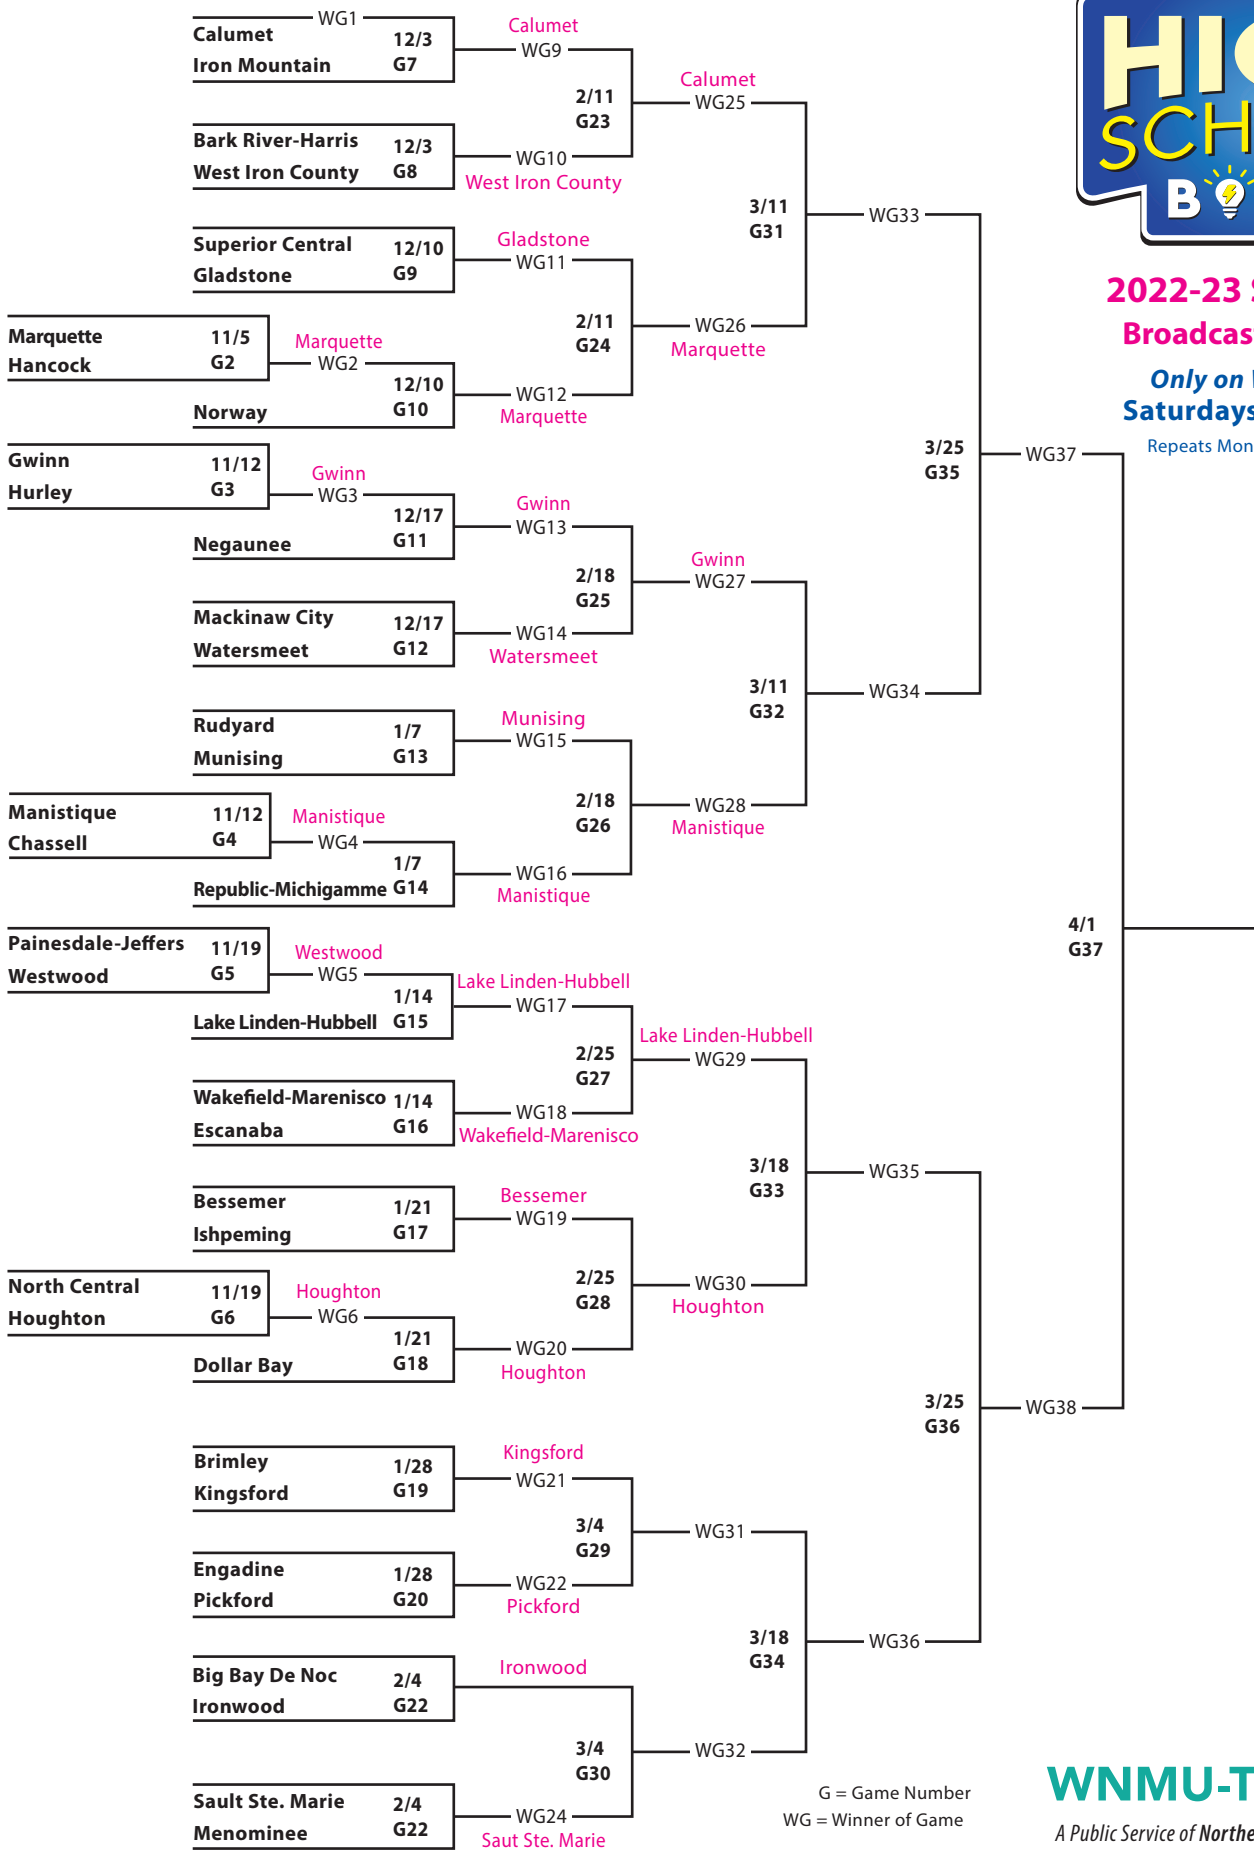 WG1
Calumet 12/3
Iron Mountain G7
Calumet
WG9
2/11
G23
Bark River-Harris 12/3
West Iron County G8
WG10
West Iron County
Calumet
WG25
Superior Central 12/10
Gladstone G9
Gladstone
WG11
Marquette 11/5
Hancock G2
Marquette
WG2
12/10
Norway G10
WG12
Marquette
2/11
G24
WG26
Marquette
3/11
G31
WG33
Gwinn 11/12
Hurley G3
Gwinn
WG3
12/17
Negaunee G11
Gwinn
WG13
2/18
G25
Mackinaw City 12/17
Watersmeet G12
WG14
Watersmeet
Gwinn
WG27
3/25
G35
WG37
Rudyard 1/7
Munising G13
Munising
WG15
Manistique 11/12
Chassell G4
Manistique
WG4
1/7
Republic-Michigamme G14
WG16
Manistique
2/18
G26
WG28
Manistique
3/11
G32
WG34
Painesdale-Jeffers 11/19
Westwood G5
Westwood
WG5
1/14
Lake Linden-Hubbell G15
Lake Linden-Hubbell
WG17
2/25
G27
Wakefield-Marenisco 1/14
Escanaba G16
WG18
Wakefield-Marenisco
Lake Linden-Hubbell
WG29
4/1
G37
Bessemer 1/21
Ishpeming G17
Bessemer
WG19
North Central 11/19
Houghton G6
Houghton
WG6
1/21
Dollar Bay G18
WG20
Houghton
2/25
G28
WG30
Houghton
3/18
G33
WG35
3/25
G36
WG38
Brimley 1/28
Kingsford G19
Kingsford
WG21
3/4
G29
Engadine 1/28
Pickford G20
WG22
Pickford
WG31
Big Bay De Noc 2/4
Ironwood G22
Ironwood
3/4
G30
Sault Ste. Marie 2/4
Menominee G22
WG24
Saut Ste. Marie
WG32
3/18
G34
WG36
G = Game Number
WG = Winner of Game
2022-23
Only on
Saturdays
Repeats Mon
WNMU-T
A Public Service of Northe